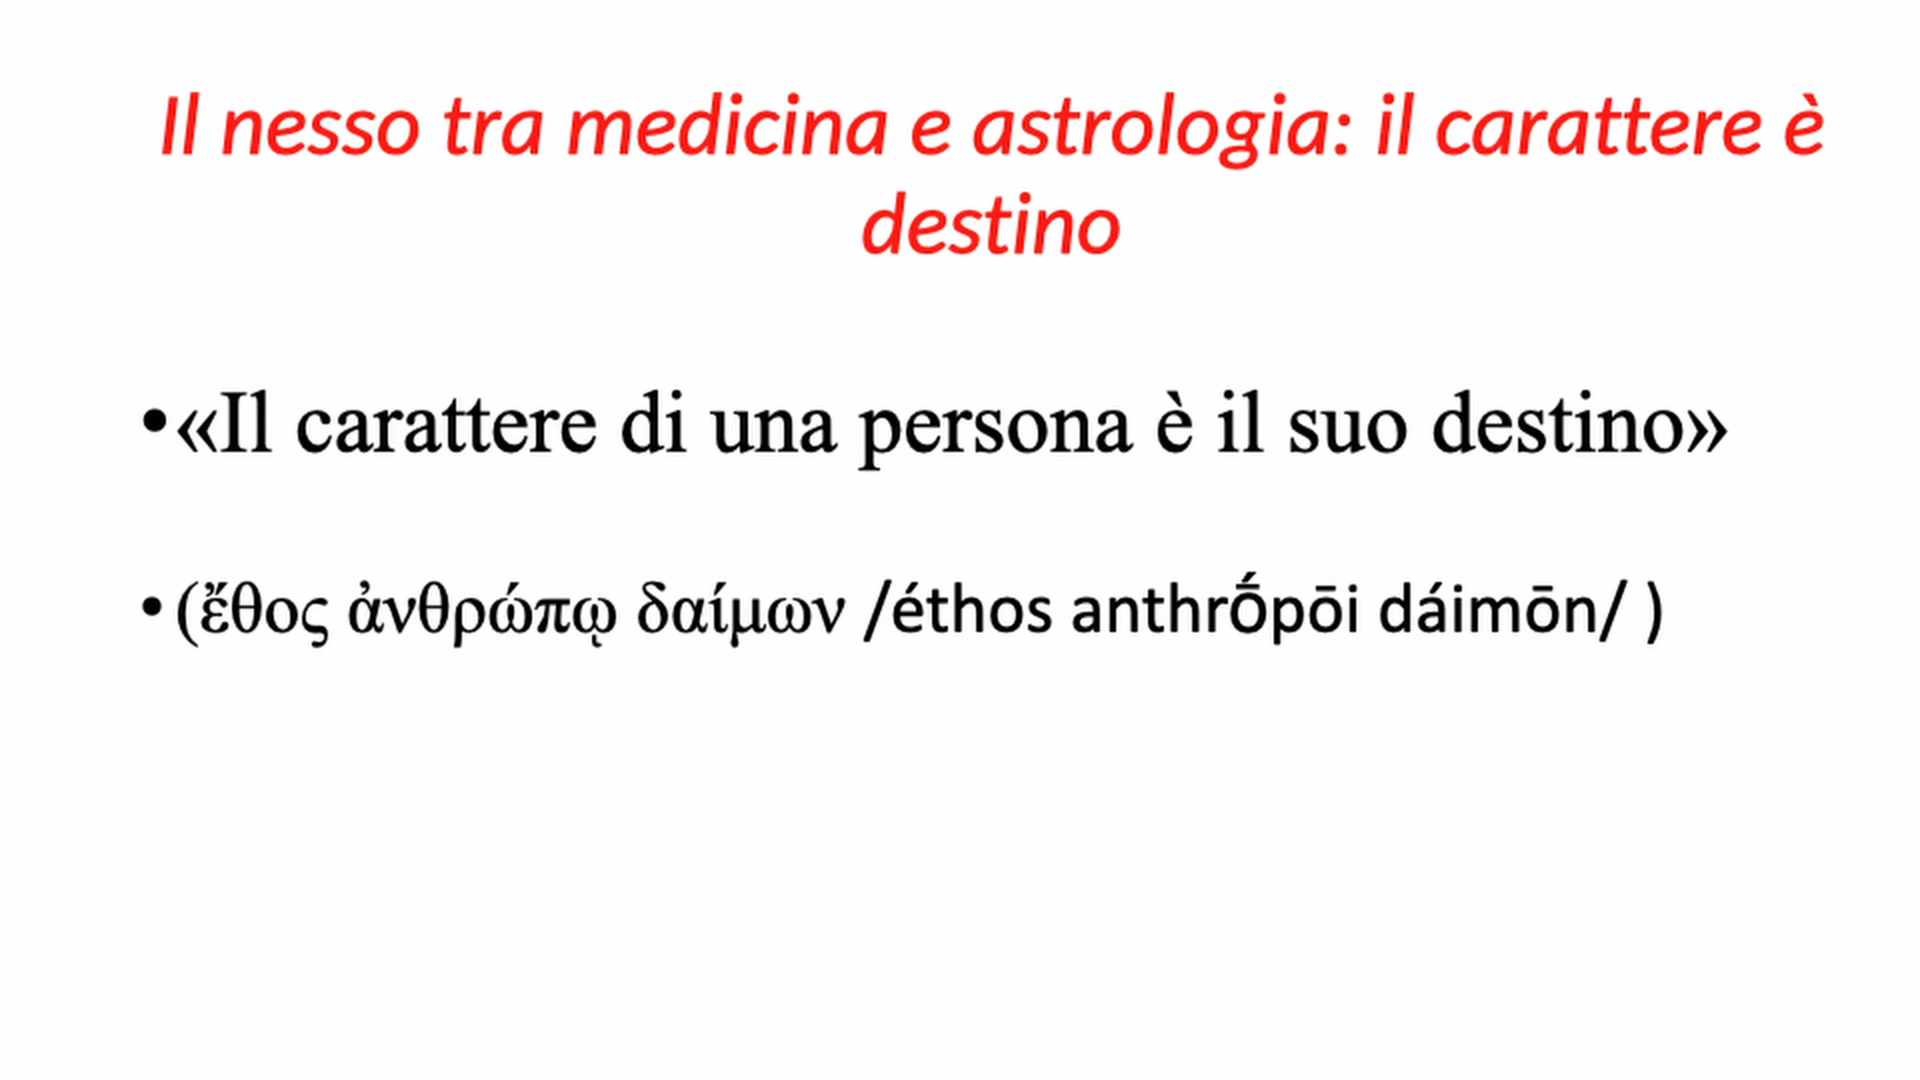 Il nesso tra medicina e astrologia: il carattere è
destino
•«Il carattere di una persona è il suo destino»
•(ἔθος ἀνθρώπῳ δαίμων /éthos anthrṓpōi dáimōn/ )